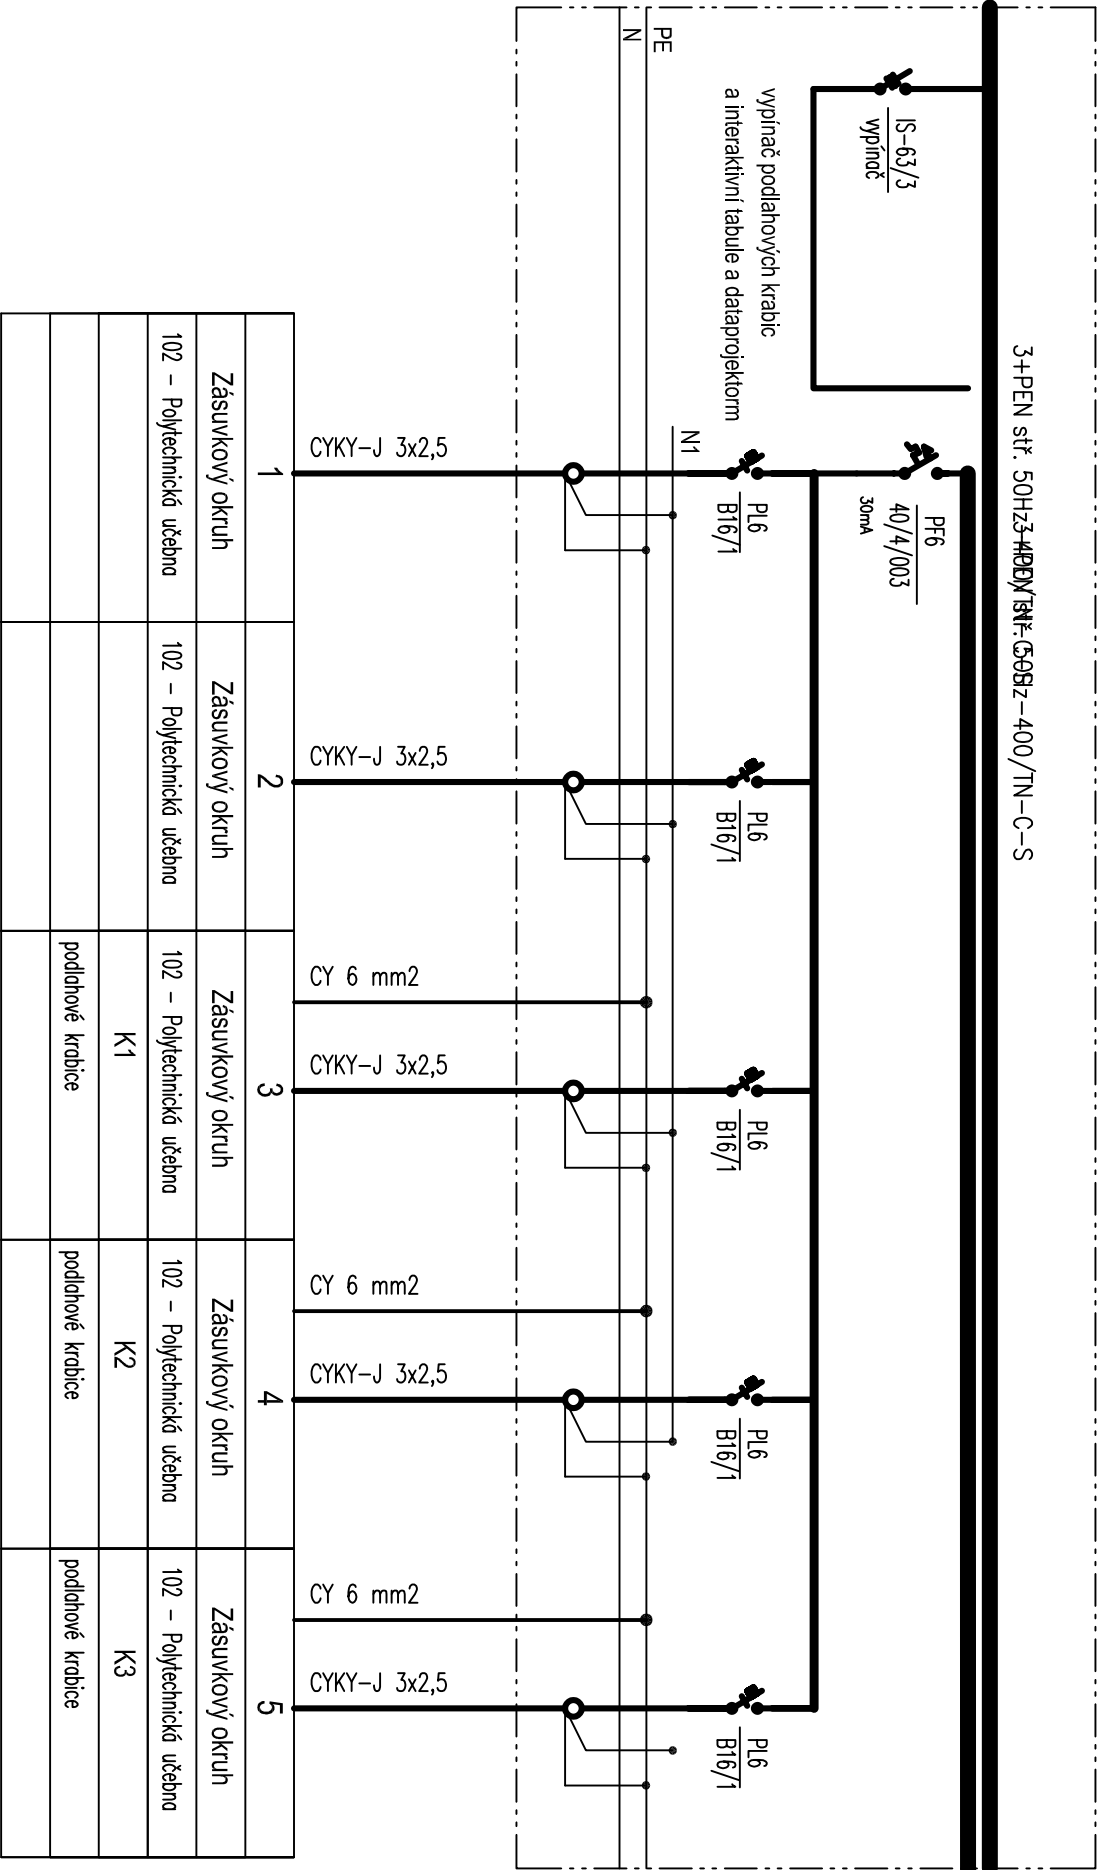 3+PEN stř. 50Hz
-400/TN-C-S
IS-63/3
vypínač
PE
N
vypínač podlahových krabic
a interaktivní tabule a dataprojektorm
PF6
40/4/003
30mA
N1
PL6
B16/1
PL6
B16/1
PL6
B16/1
PL6
B16/1
PL6
B16/1
CYKY-J 3x2,5
CYKY-J 3x2,5
CY 6 mm2
CYKY-J 3x2,5
CY 6 mm2
CYKY-J 3x2,5
CY 6 mm2
CYKY-J 3x2,5
1
2
3
4
5
Zásuvkový okruh
Zásuvkový okruh
Zásuvkový okruh
Zásuvkový okruh
Zásuvkový okruh
102 - Polytechnická učebna
102 - Polytechnická učebna
102 - Polytechnická učebna
102 - Polytechnická učebna
102 - Polytechnická učebna
K1
K2
K3
podlahové krabice
podlahové krabice
podlahové krabice